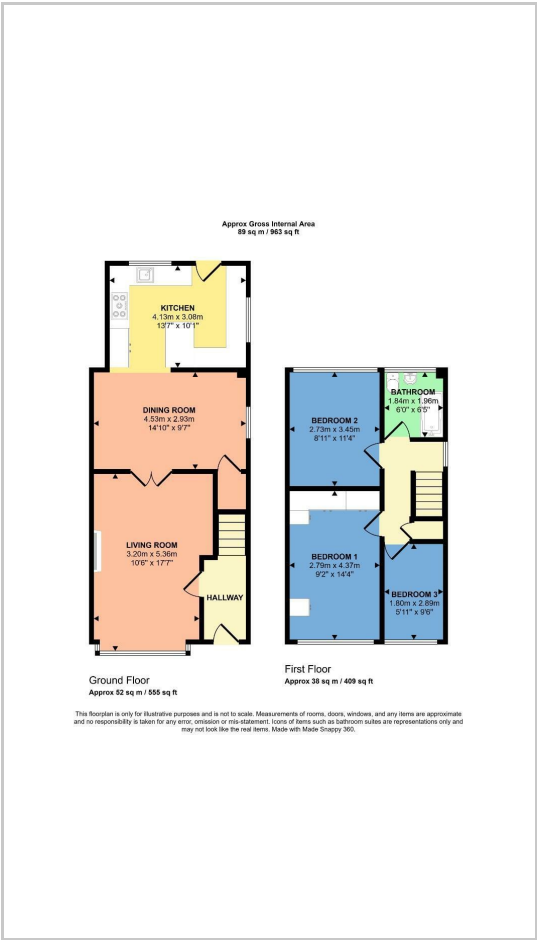 Approx Gross Internal Area
89 sq m / 963 sq ft
KITCHEN
4.13m x 3.08m
13'7" x 10'1"
DINING ROOM
4.53m x 2.93m
14'10" x 9'7"
LIVING ROOM
3.20m x 5.36m
10'6" x 17'7"
HALLWAY
Ground Floor
Approx 52 sq m / 555 sq ft
BATHROOM
1.84m x 1.96m
6'0" x 6'5"
BEDROOM 2
2.73m x 3.45m
8'11" x 11'4"
BEDROOM 1
2.79m x 4.37m
9'2" x 14'4"
BEDROOM 3
1.80m x 2.89m
5'11" x 9'6"
First Floor
Approx 38 sq m / 409 sq ft
This floorplan is only for illustrative purposes and is not to scale. Measurements of rooms, doors, windows, and any items are approximate
and no responsibility is taken for any error, omission or mis-statement. Icons of items such as bathroom suites are representations only and
may not look like the real items. Made with Made Snappy 360.